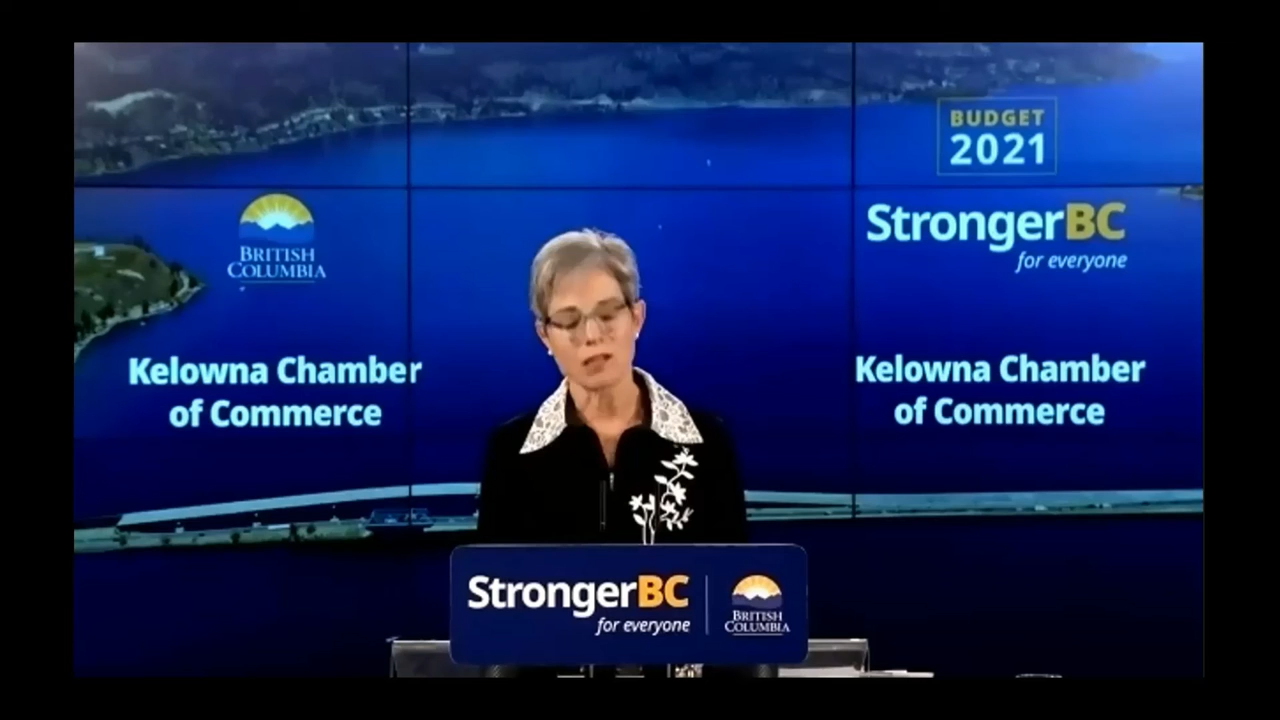 BUDGET
2021
StrongerBC
for everyone
BRITISH
COLUMBIA
Kelowna Chamber
of Commerce
Kelowna Chamber
of Commerce
StrongerBC
for everyone
BRITISH
COLUMBIA